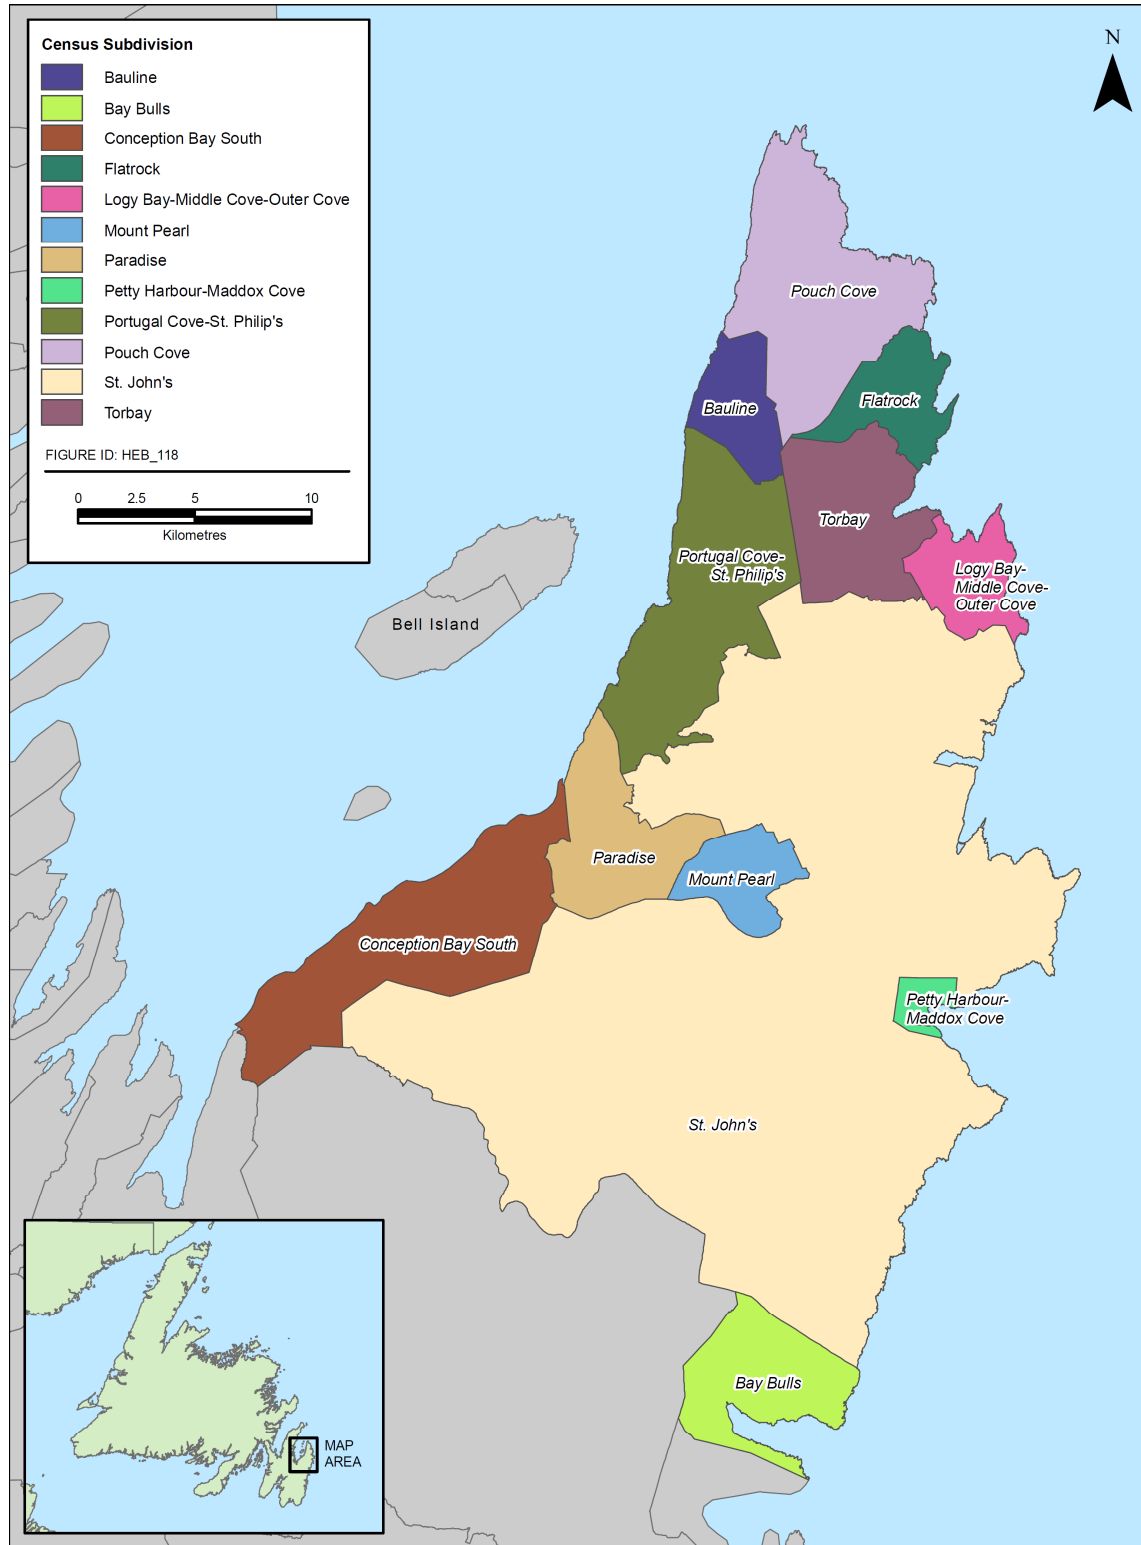 Census Subdivision
Bauline
Bay Bulls
Conception Bay South
Flatrock
Logy Bay-Middle Cove-Outer Cove
Mount Pearl
Paradise
Petty Harbour-Maddox Cove
Portugal Cove-St. Philip's
Pouch Cove
St. John's
Torbay
FIGURE ID: HEB_118
0 2.5 5 10
Kilometres
N
Pouch Cove
Bauline
Flatrock
Torbay
Portugal Cove-
St. Philip's
Logy Bay-
Middle Cove-
Outer Cove
Bell Island
Paradise
Mount Pearl
Conception Bay South
Petty Harbour-
Maddox Cove
St. John's
Bay Bulls
MAP
AREA